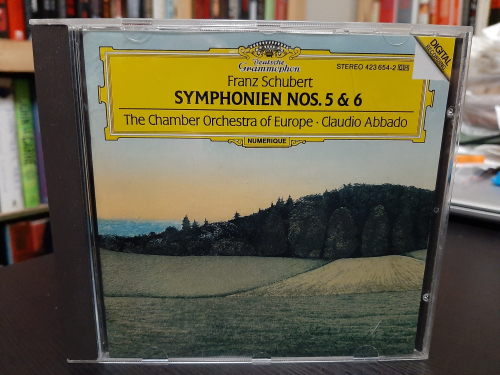 Deutsche
Grammophon
DIGITAL
RECORDING
STEREO 423 654-2
Franz Schubert
SYMPHONIEN NOS. 5 & 6
The Chamber Orchestra of Europe · Claudio Abbado
NUMERIQUE